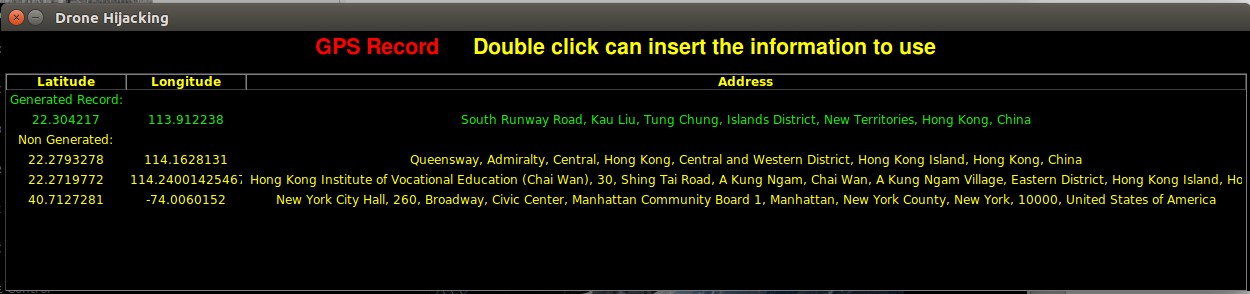 Drone Hijacking
GPS Record Double click can insert the information to use
Latitude Longitude Address
Generated Record:
22.304217 113.912238 South Runway Road, Kau Liu, Tung Chung, Islands District, New Territories, Hong Kong, China
Non Generated:
22.2793278 114.1628131 Queensway, Admiralty, Central, Hong Kong, Central and Western District, Hong Kong Island, Hong Kong, China
22.2719772 114.24001425467 Hong Kong Institute of Vocational Education (Chai Wan), 30, Shing Tai Road, A Kung Ngam, Chai Wan, A Kung Ngam Village, Eastern District, Hong Kong Island, Ho
40.7127281 -74.0060152 New York City Hall, 260, Broadway, Civic Center, Manhattan Community Board 1, Manhattan, New York County, New York, 10000, United States of America